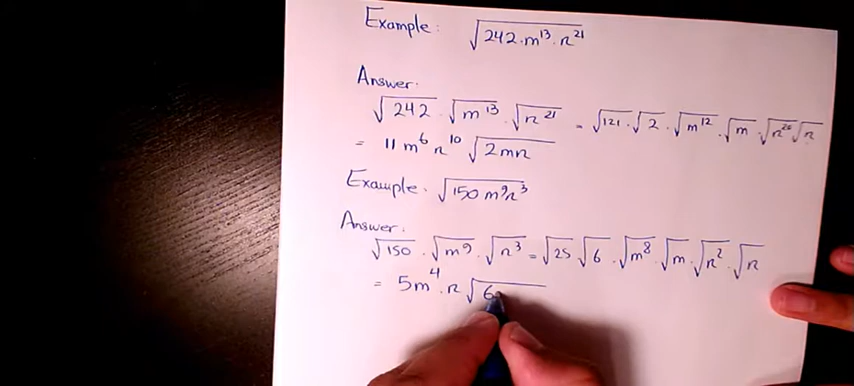 Example: √242·m¹³·n²¹
Answer:
√242 · √m¹³ · √n²¹ = √121 · √2 · √m¹² · √m · √n²⁰ √n
= 11 m⁶ n¹⁰ √2mn
Example. √150 m⁹n³
Answer:
√150 · √m⁹ · √n³ = √25 √6 · √m⁸ · √m · √n² · √n
= 5m⁴ · n √6